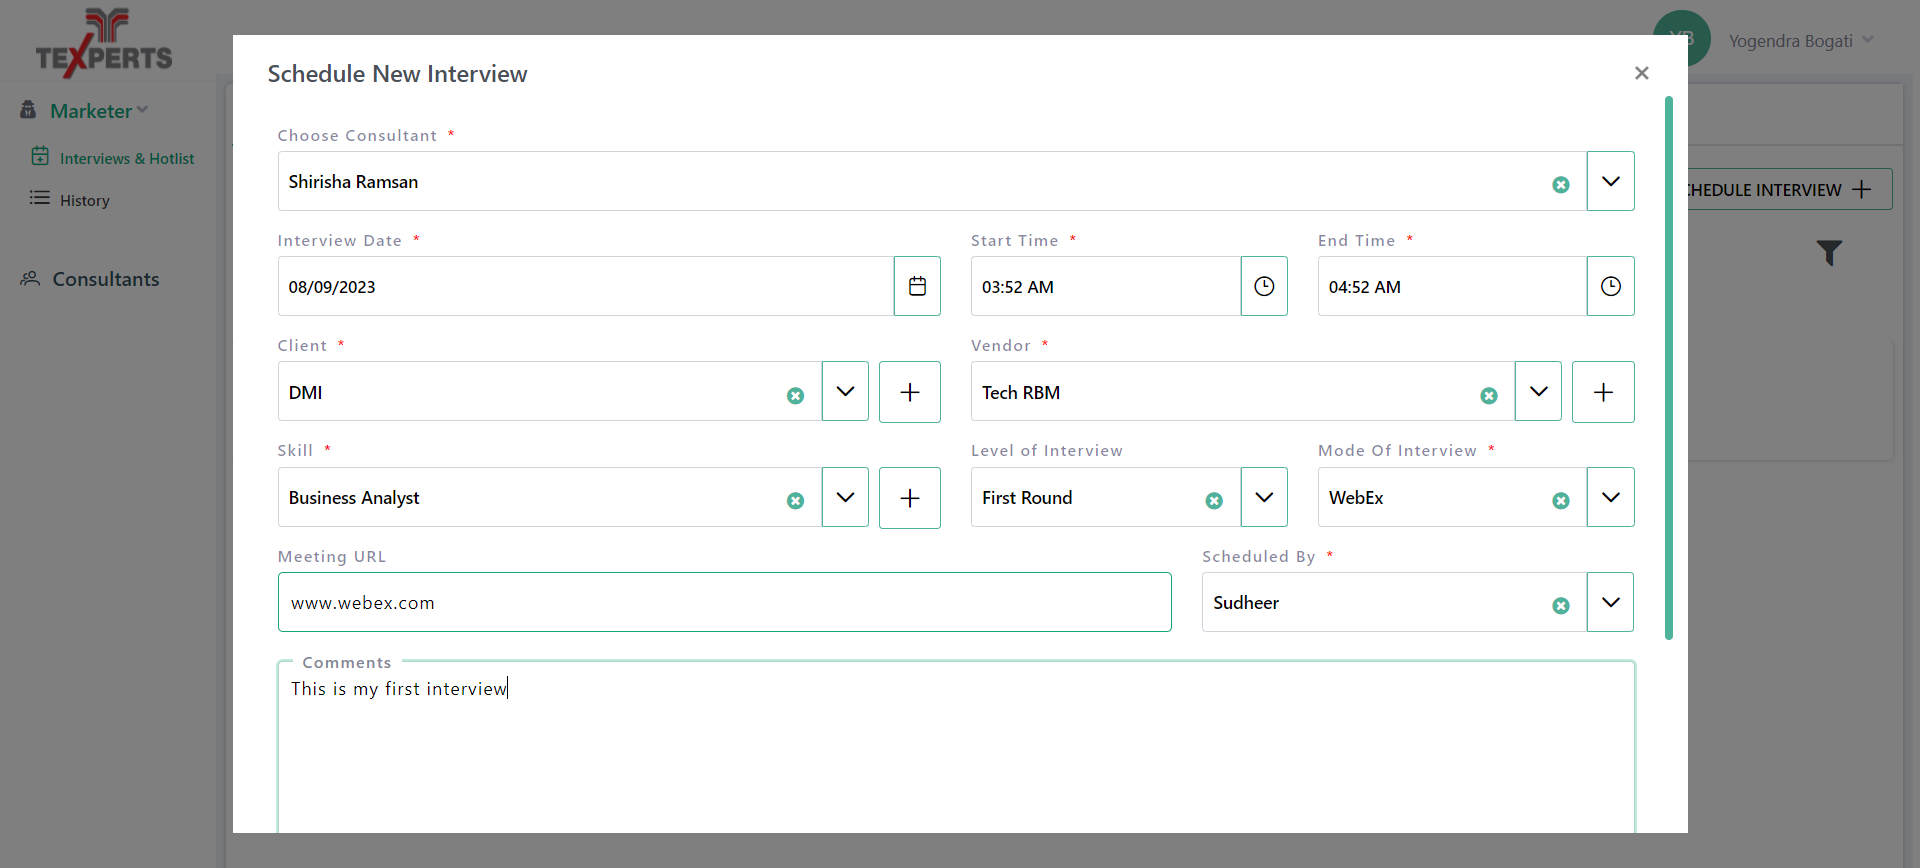 TEXPERTS
YB
Yogendra Bogati
Marketer
Interviews & Hotlist
History
Consultants
CHEDULE INTERVIEW
Schedule New Interview
Choose Consultant *
Shirisha Ramsan
Interview Date *
Start Time *
End Time *
08/09/2023
03:52 AM
04:52 AM
Client *
Vendor *
DMI
Tech RBM
Skill *
Level of Interview
Mode Of Interview *
Business Analyst
First Round
WebEx
Meeting URL
Scheduled By *
www.webex.com
Sudheer
Comments
This is my first interview